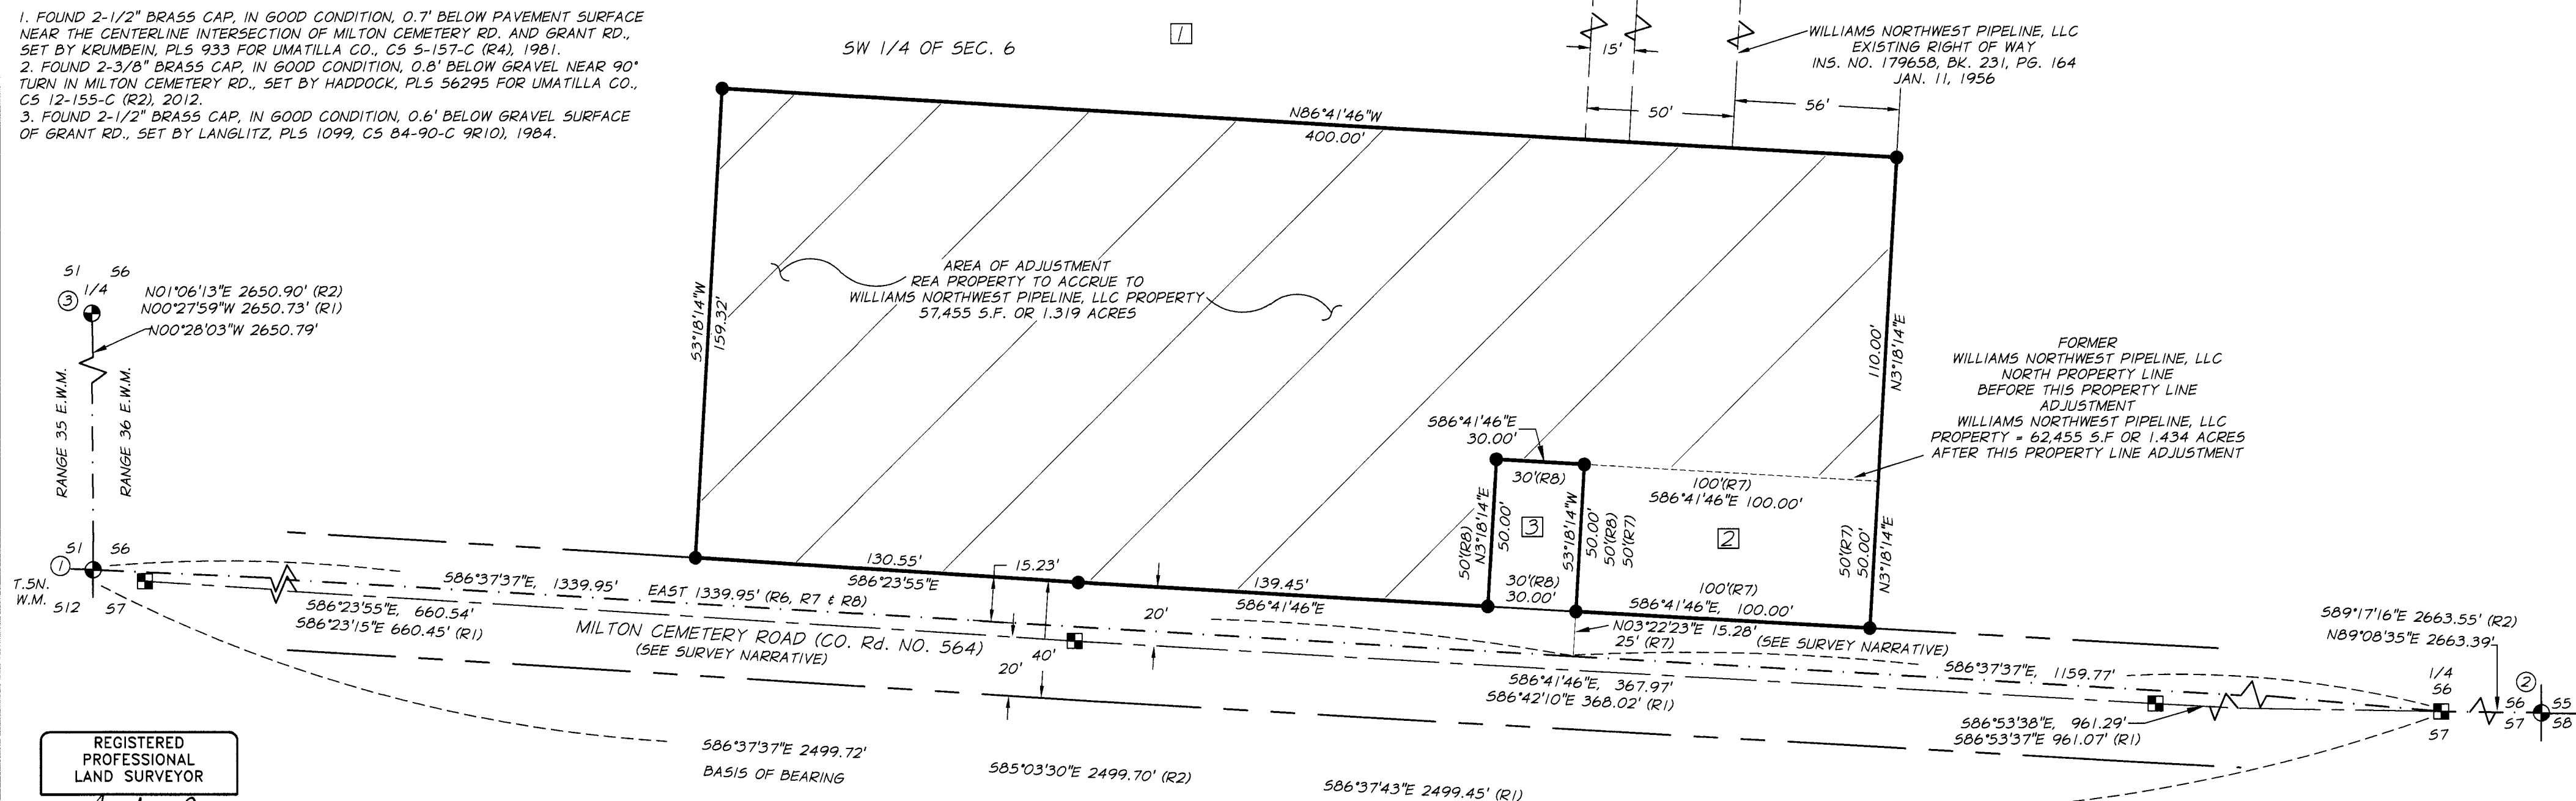 1. FOUND 2-1/2" BRASS CAP, IN GOOD CONDITION, 0.7' BELOW PAVEMENT SURFACE
NEAR THE CENTERLINE INTERSECTION OF MILTON CEMETERY RD. AND GRANT RD.,
SET BY KRUMBEIN, PLS 933 FOR UMATILLA CO., CS S-157-C (R4), 1981.
2. FOUND 2-3/8" BRASS CAP, IN GOOD CONDITION, 0.8' BELOW GRAVEL NEAR 90°
TURN IN MILTON CEMETERY RD., SET BY HADDOCK, PLS 56295 FOR UMATILLA CO.,
CS 12-155-C (R2), 2012.
3. FOUND 2-1/2" BRASS CAP, IN GOOD CONDITION, 0.6' BELOW GRAVEL SURFACE
OF GRANT RD., SET BY LANGLITZ, PLS 1099, CS 84-90-C 9R10), 1984.
SW 1/4 OF SEC. 6
1
15'
WILLIAMS NORTHWEST PIPELINE, LLC
EXISTING RIGHT OF WAY
INS. NO. 179658, BK. 231, PG. 164
JAN. 11, 1956
50'
56'
N86°41'46"W
400.00'
S3°18'14"W
159.32'
AREA OF ADJUSTMENT
REA PROPERTY TO ACCRUE TO
WILLIAMS NORTHWEST PIPELINE, LLC PROPERTY
57,455 S.F. OR 1.319 ACRES
110.00'
N3°18'14"E
FORMER
WILLIAMS NORTHWEST PIPELINE, LLC
NORTH PROPERTY LINE
BEFORE THIS PROPERTY LINE
ADJUSTMENT
WILLIAMS NORTHWEST PIPELINE, LLC
PROPERTY = 62,455 S.F OR 1.434 ACRES
AFTER THIS PROPERTY LINE ADJUSTMENT
S1 S6
3
1/4
N01°06'13"E 2650.90' (R2)
N00°27'59"W 2650.73' (R1)
N00°28'03"W 2650.79'
RANGE 35 E.W.M.
RANGE 36 E.W.M.
S86°41'46"E
30.00'
30'(R8)
100'(R7)
S86°41'46"E 100.00'
50'(R8)
N3°18'14"E
50.00'
3
S3°18'14"W
50.00'
50'(R8)
50'(R7)
2
50'(R7)
50.00'
N3°18'14"E
30'(R8)
30.00'
100'(R7)
S86°41'46"E, 100.00'
S1 S6
1
T.5N.
W.M.
S12 S7
130.55'
S86°23'55"E
15.23'
139.45'
S86°41'46"E
S86°37'37"E, 1339.95'
EAST 1339.95' (R6, R7 & R8)
S86°23'55"E, 660.54'
S86°23'15"E 660.45' (R1)
MILTON CEMETERY ROAD (CO. Rd. NO. 564)
(SEE SURVEY NARRATIVE)
20'
40'
20'
N03°22'23"E 15.28'
25' (R7)
(SEE SURVEY NARRATIVE)
S86°41'46"E, 367.97'
S86°42'10"E 368.02' (R1)
S86°37'37"E, 1159.77'
S89°17'16"E 2663.55' (R2)
N89°08'35"E 2663.39'
1/4
S6
S7
2
S6 S5
S7 S8
S86°53'38"E, 961.29'
S86°53'37"E 961.07' (R1)
S86°37'37"E 2499.72'
BASIS OF BEARING
S85°03'30"E 2499.70' (R2)
S86°37'43"E 2499.45' (R1)
REGISTERED
PROFESSIONAL
LAND SURVEYOR